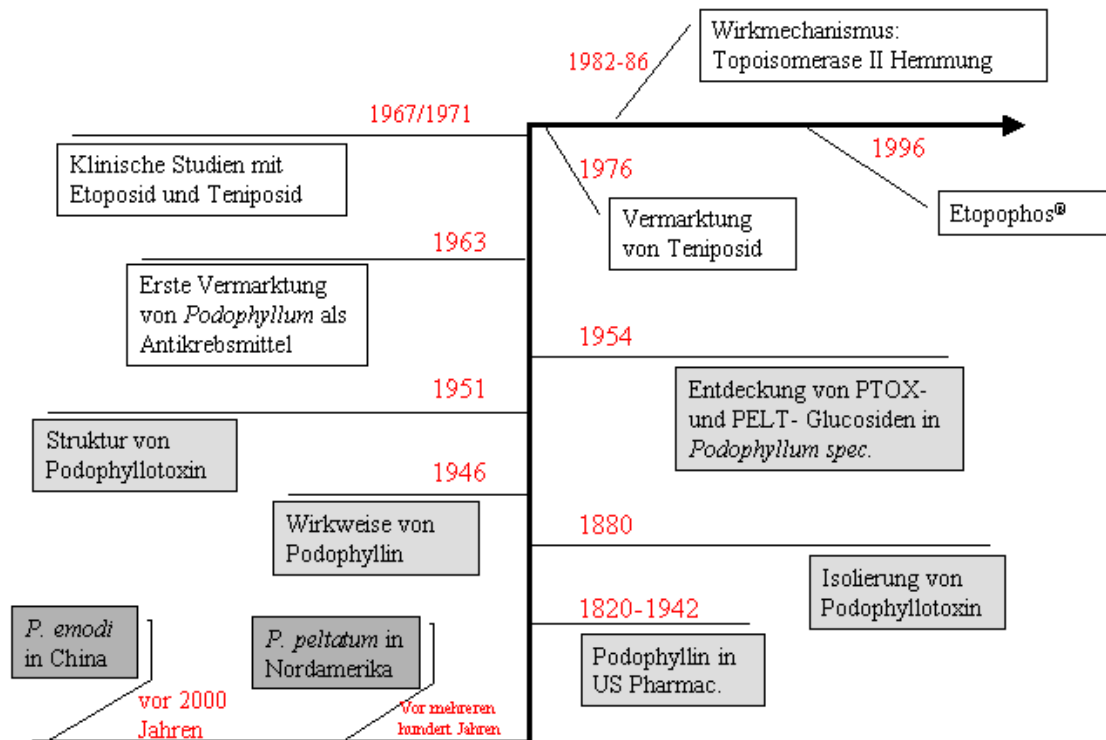 1982-86
Wirkmechanismus:
Topoisomerase II Hemmung
1967/1971
Klinische Studien mit
Etoposid und Teniposid
1976
Vermarktung
von Teniposid
1996
Etopophos®
1963
Erste Vermarktung
von Podophyllum als
Antikrebsmittel
1954
Entdeckung von PTOX-
und PELT- Glucosiden in
Podophyllum spec.
1951
Struktur von
Podophyllotoxin
1946
Wirkweise von
Podophyllin
1880
Isolierung von
Podophyllotoxin
1820-1942
Podophyllin in
US Pharmac.
P. emodi
in China
vor 2000
Jahren
P. peltatum in
Nordamerika
Vor mehreren
hundert Jahren